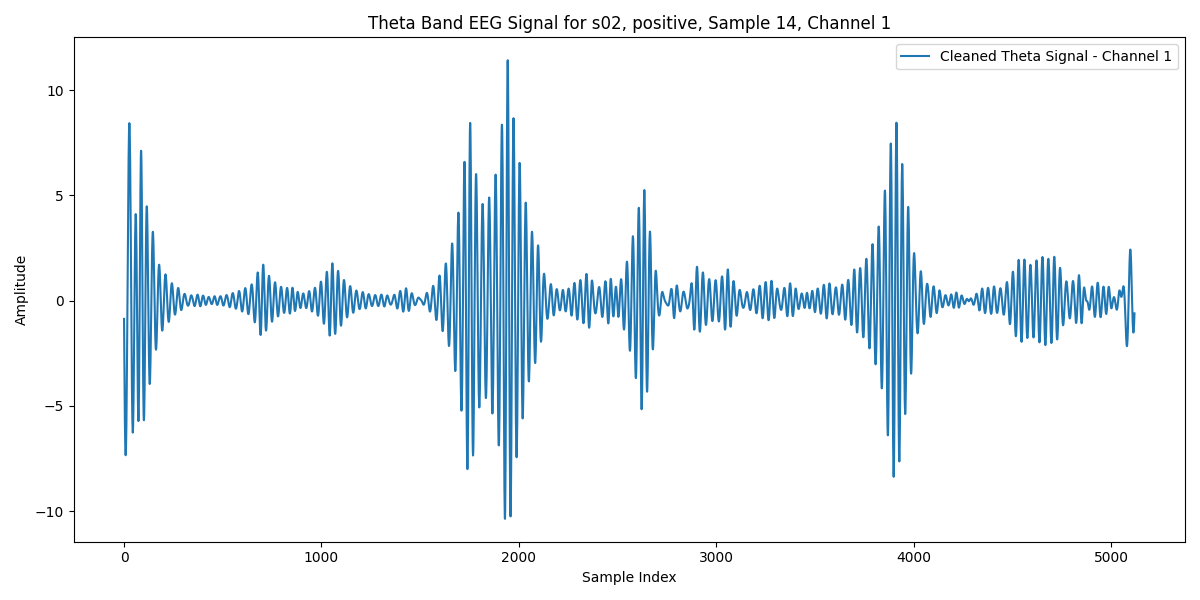 Theta Band EEG Signal for s02, positive, Sample 14, Channel 1
Cleaned Theta Signal - Channel 1
10
5
0
−5
−10
Amplitude
0 1000 2000 3000 4000 5000
Sample Index